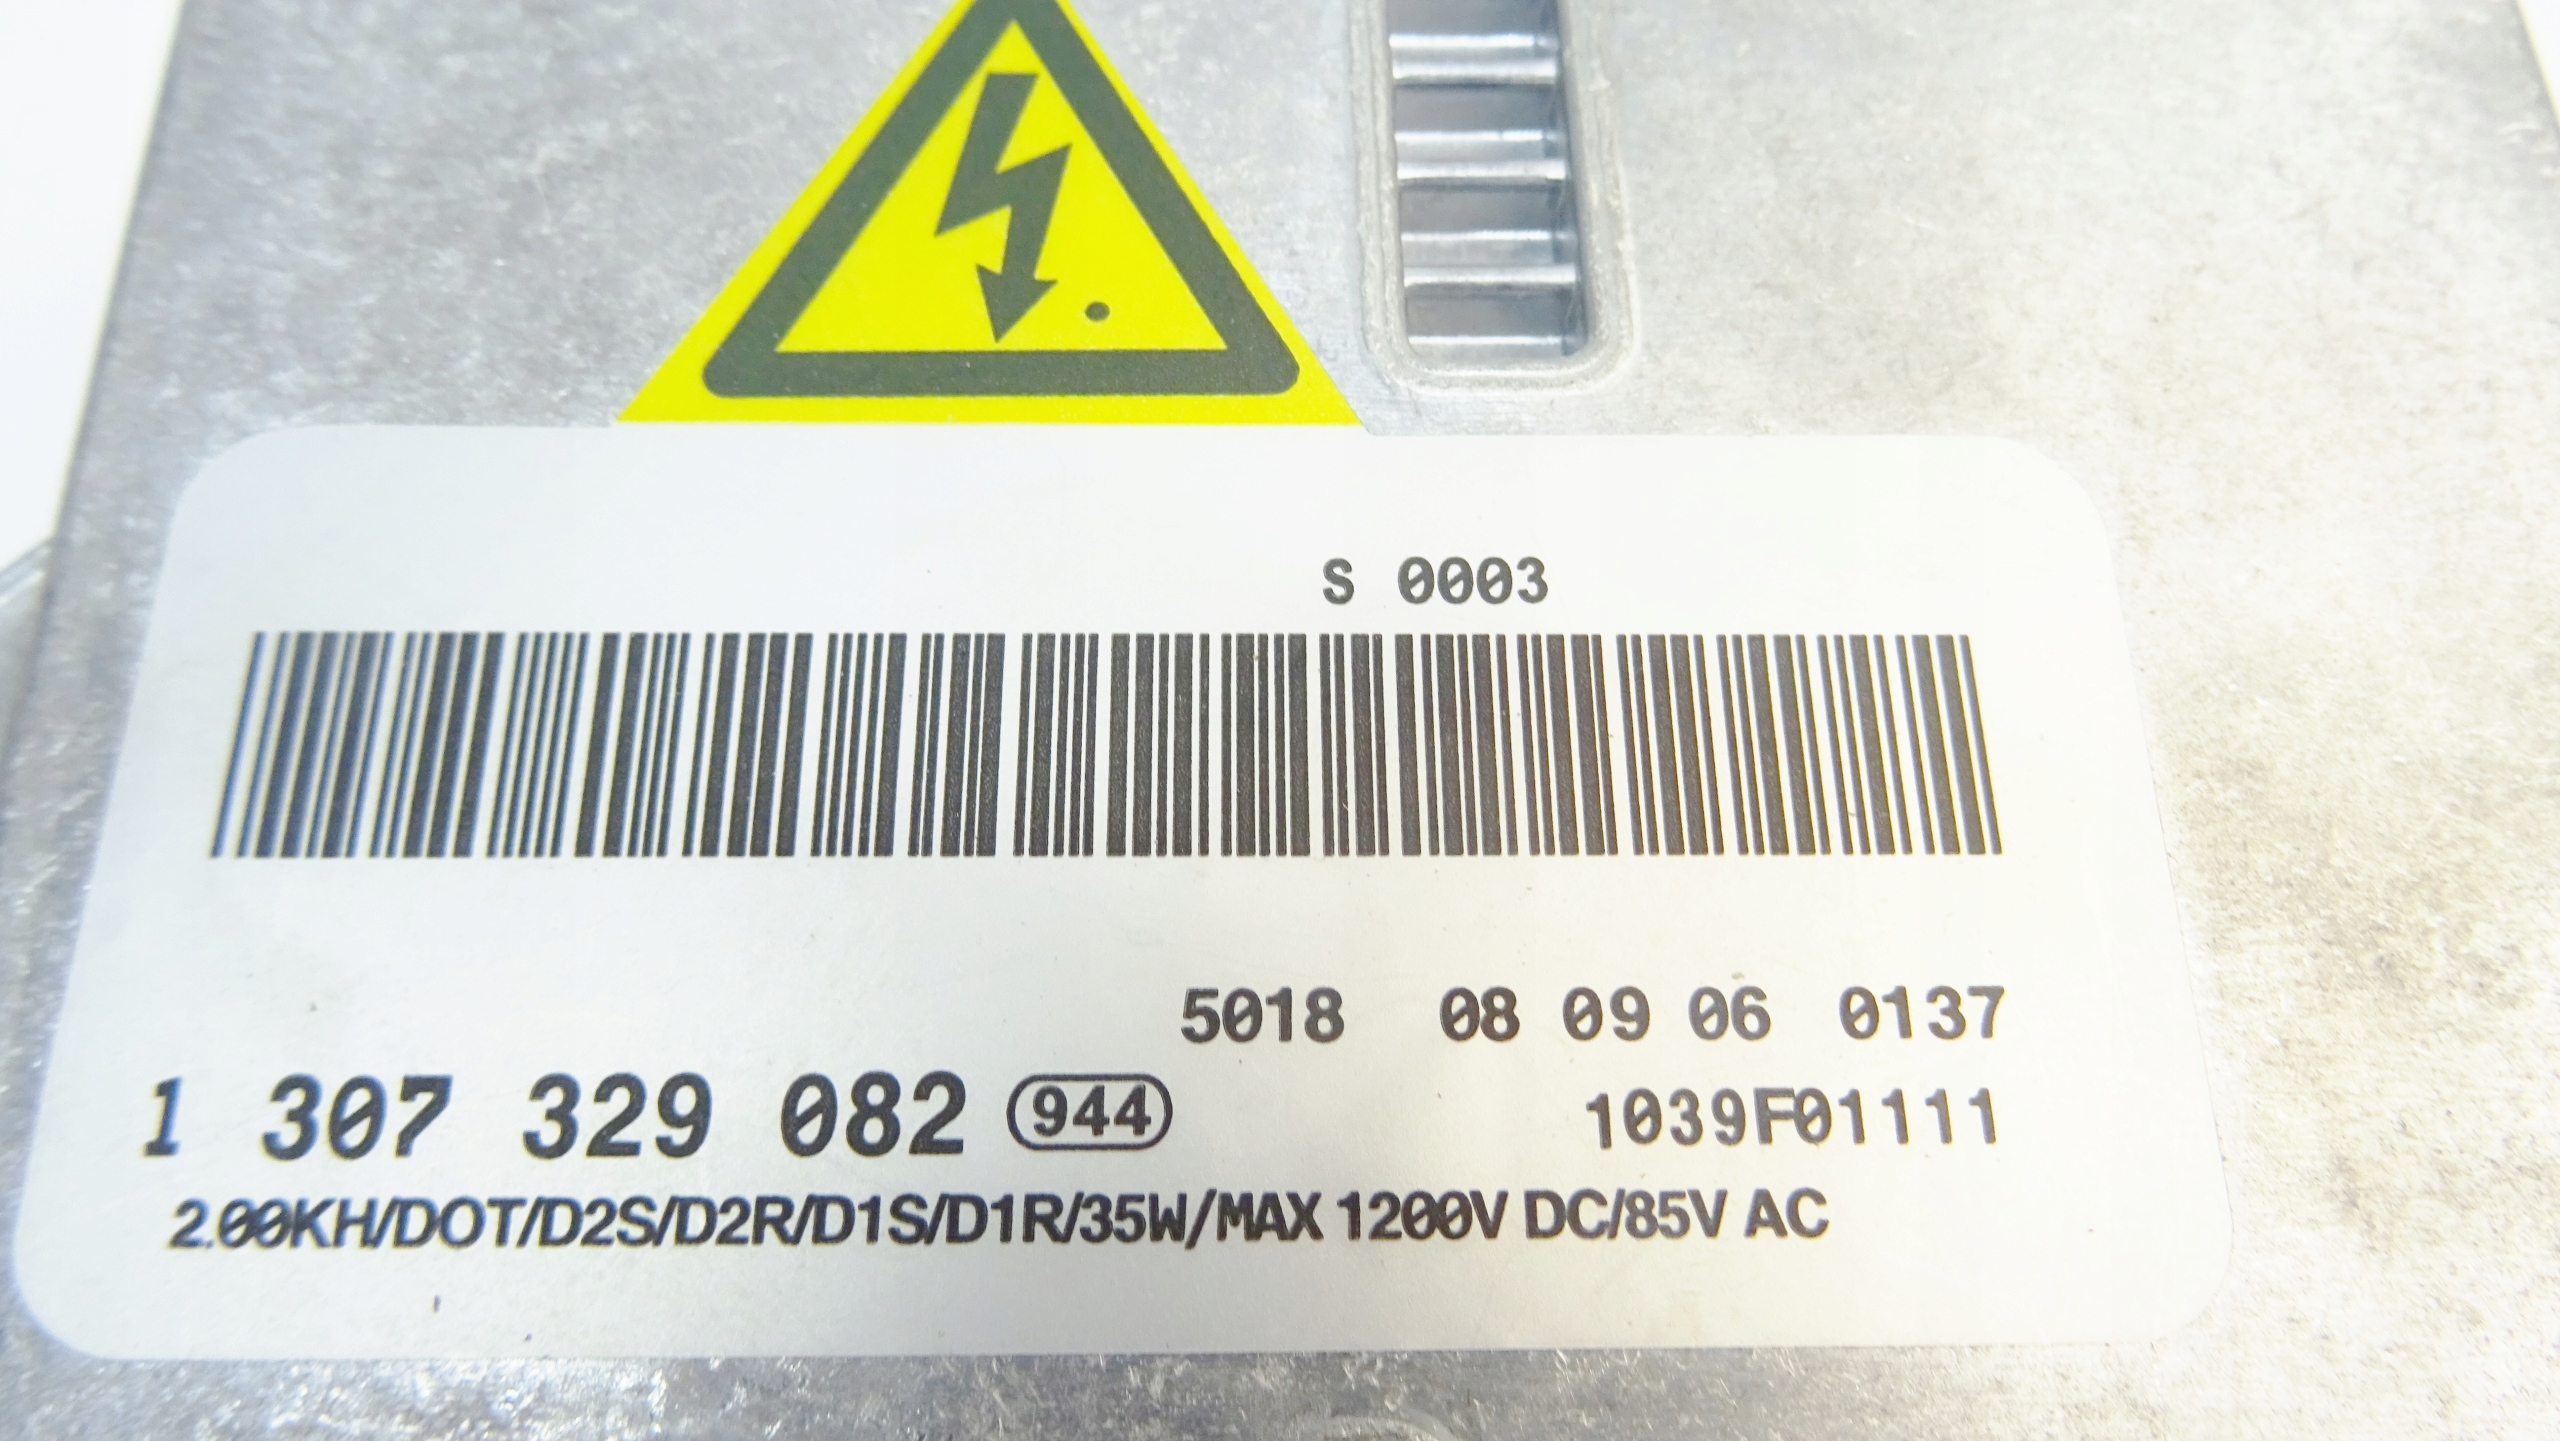 S 0003
5018 08 09 06 0137
1 307 329 082 944 1039F01111
2.00KH/DOT/D2S/D2R/D1S/D1R/35W/MAX 1200V DC/85V AC